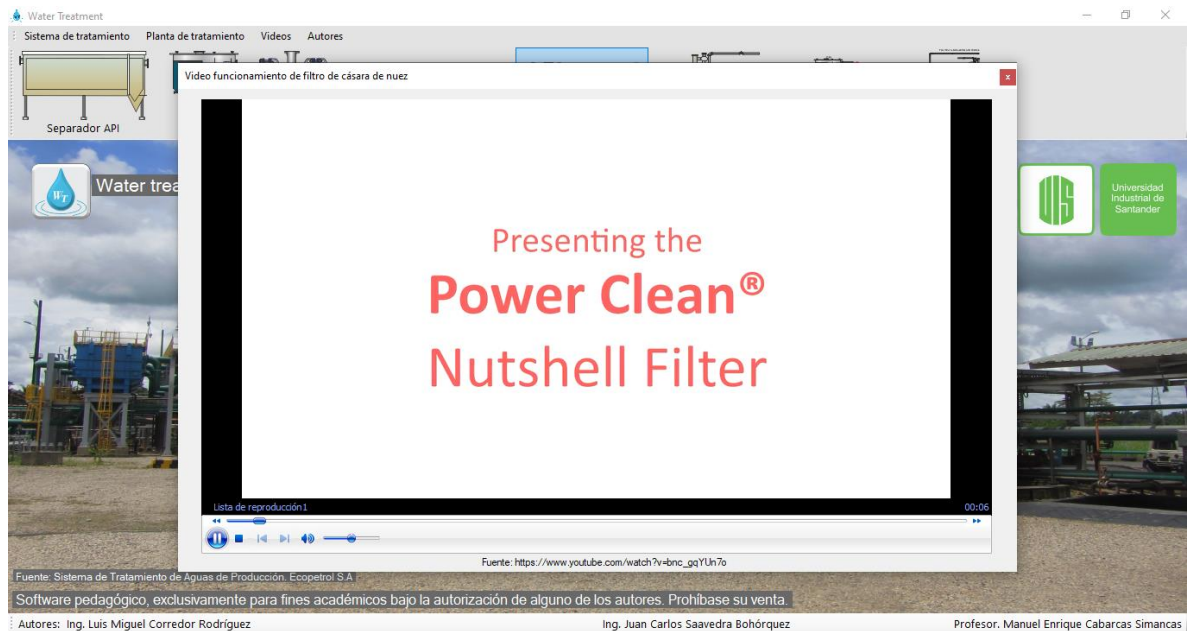 Water Treatment
Sistema de tratamiento Planta de tratamiento Videos Autores
Video funcionamiento de filtro de cásara de nuez
Separador API
WT
Water trea
Universidad
Industrial de
Santander
Presenting the
Power Clean®
Nutshell Filter
Lista de reproducción1 00:06
Fuente: https://www.youtube.com/watch?v=bnc_gqYUn7o
Fuente: Sistema de Tratamiento de Aguas de Producción. Ecopetrol S.A
Software pedagógico, exclusivamente para fines académicos bajo la autorización de alguno de los autores. Prohíbase su venta.
Autores: Ing. Luis Miguel Corredor Rodríguez Ing. Juan Carlos Saavedra Bohórquez Profesor. Manuel Enrique Cabarcas Simancas